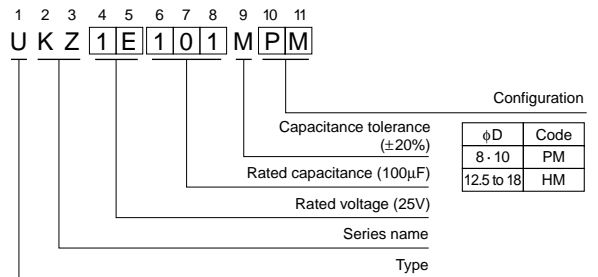 1 2 3 4 5 6 7 8 9 10 11
U K Z 1 E 1 0 1 M P M
Configuration
ϕD Code
8 · 10 PM
12.5 to 18 HM
Capacitance tolerance
(±20%)
Rated capacitance (100µF)
Rated voltage (25V)
Series name
Type